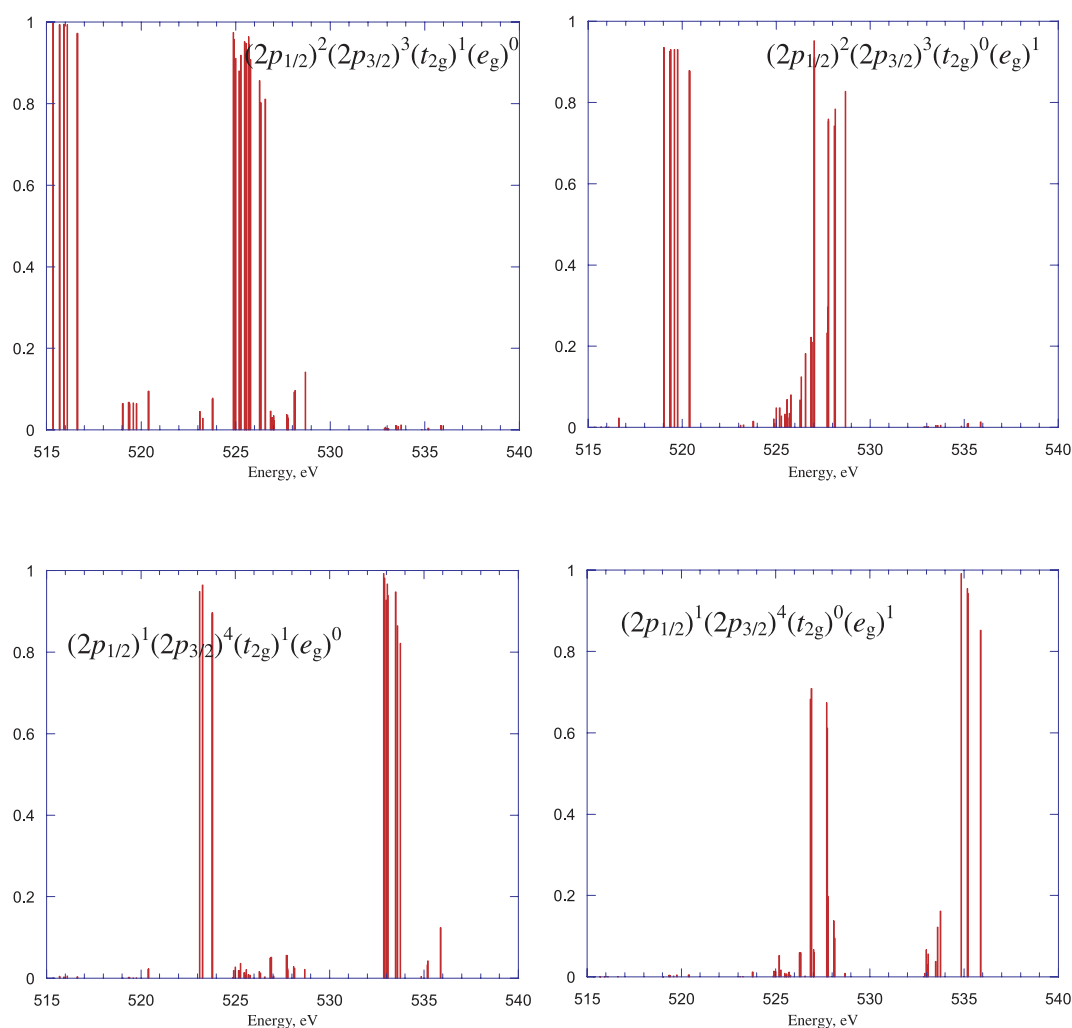 1
0.8
0.6
0.4
0.2
0
515 520 525 530 535 540
Energy, eV
(2p1/2)²(2p3/2)³(t2g)¹(eg)⁰
1
0.8
0.6
0.4
0.2
0
515 520 525 530 535 540
Energy, eV
(2p1/2)²(2p3/2)³(t2g)⁰(eg)¹
1
0.8
0.6
0.4
0.2
0
515 520 525 530 535 540
Energy, eV
(2p1/2)¹(2p3/2)⁴(t2g)¹(eg)⁰
1
0.8
0.6
0.4
0.2
0
515 520 525 530 535 540
Energy, eV
(2p1/2)¹(2p3/2)⁴(t2g)⁰(eg)¹